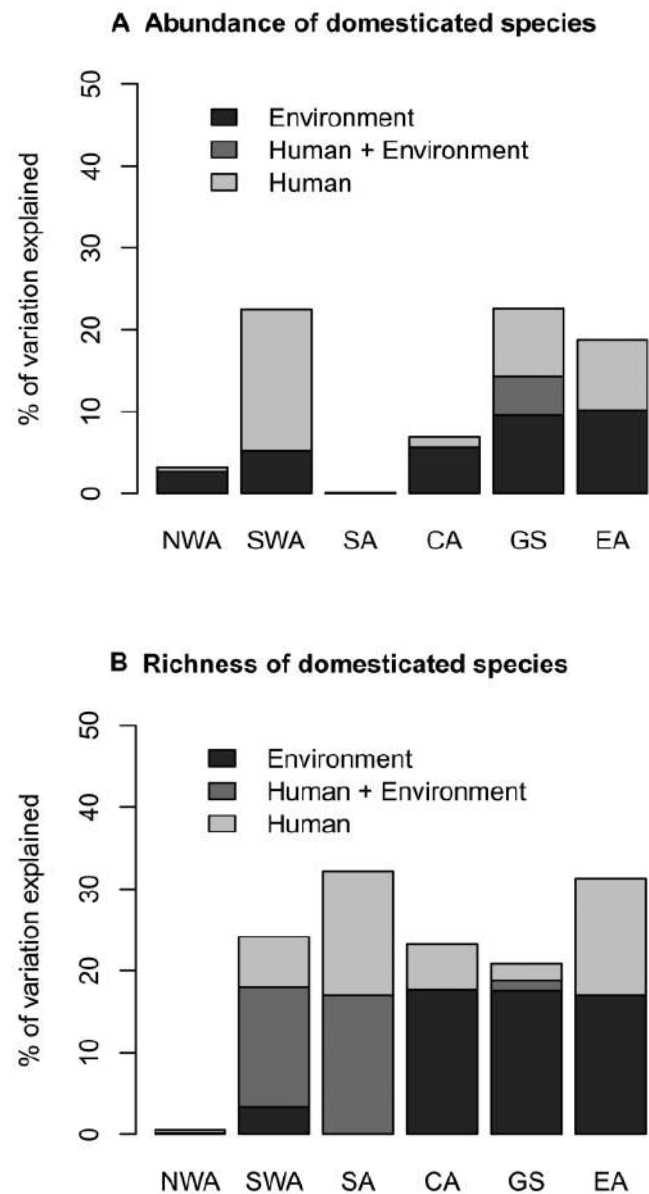 A Abundance of domesticated species
50
40
30
20
10
0
% of variation explained
Environment
Human + Environment
Human
NWA SWA SA CA GS EA
B Richness of domesticated species
50
40
30
20
10
0
% of variation explained
Environment
Human + Environment
Human
NWA SWA SA CA GS EA